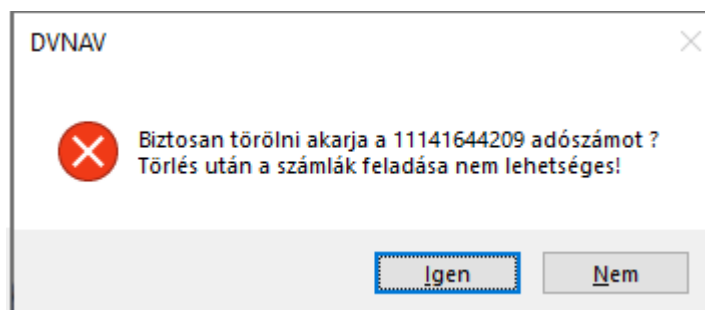 DVNAV
Biztosan törölni akarja a 11141644209 adószámot ?
Törlés után a számlák feladása nem lehetséges!
Igen
Nem